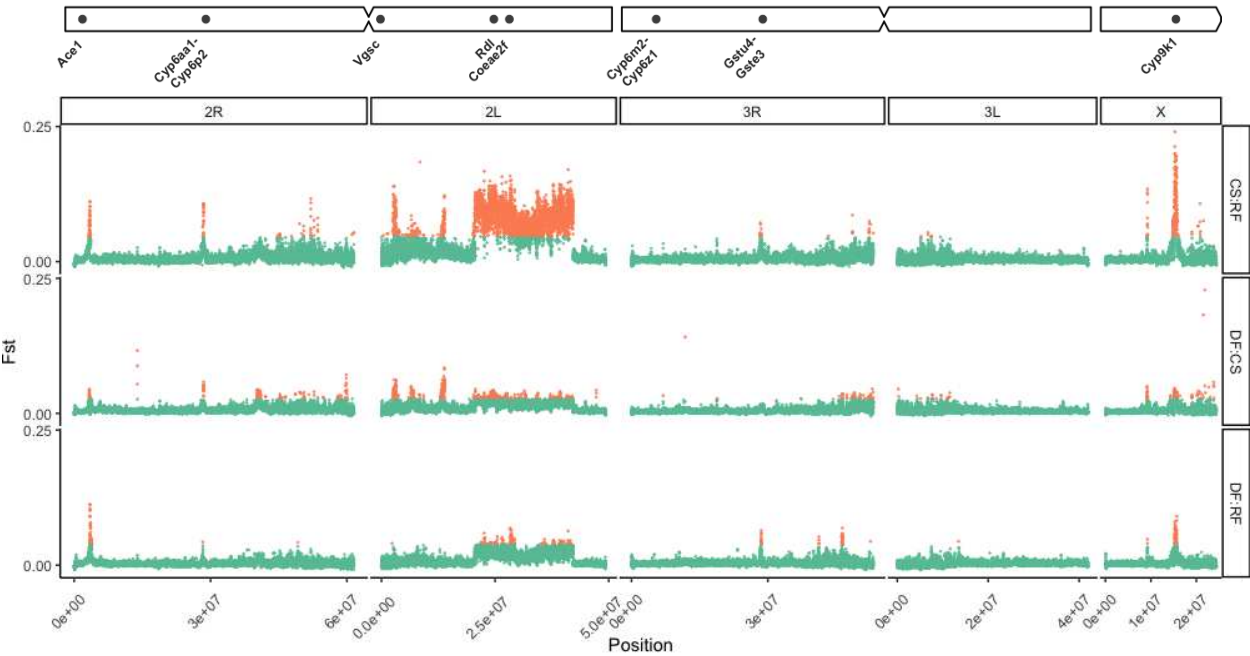 Ace1
Cyp6aa1-
Cyp6p2
Vgsc
Rdl
Coeae2f
Cyp6m2-
Cyp6z1
Gstu4-
Gste3
Cyp9k1
2R 2L 3R 3L X
0.25
0.00
CS:RF
0.25
0.00
DF:CS
0.25
0.00
DF:RF
Fst
0e+00 3e+07 6e+07 0.0e+00 2.5e+07 5.0e+07 0e+00 3e+07 0e+00 2e+07 4e+07 0e+00 1e+07 2e+07
Position